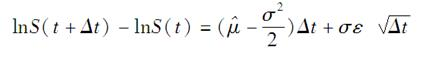 lnS( t + Δt) − lnS( t) = (μ̂ − σ²/2)Δt + σε √Δt